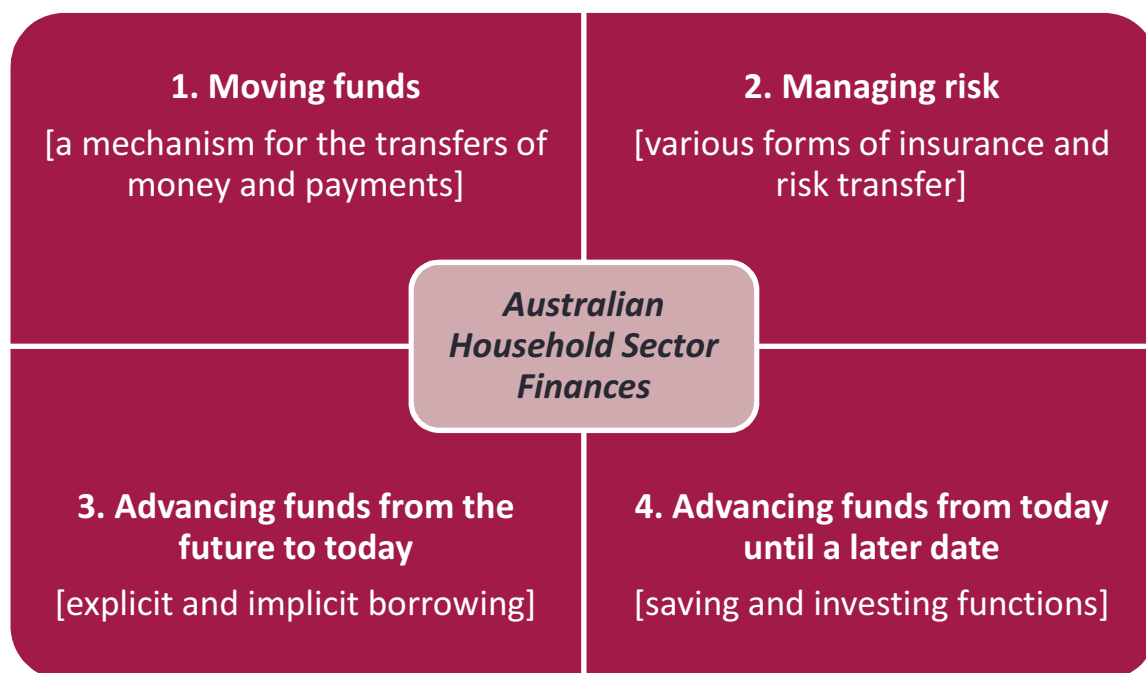 1. Moving funds
[a mechanism for the transfers of
money and payments]
2. Managing risk
[various forms of insurance and
risk transfer]
Australian
Household Sector
Finances
3. Advancing funds from the
future to today
[explicit and implicit borrowing]
4. Advancing funds from today
until a later date
[saving and investing functions]